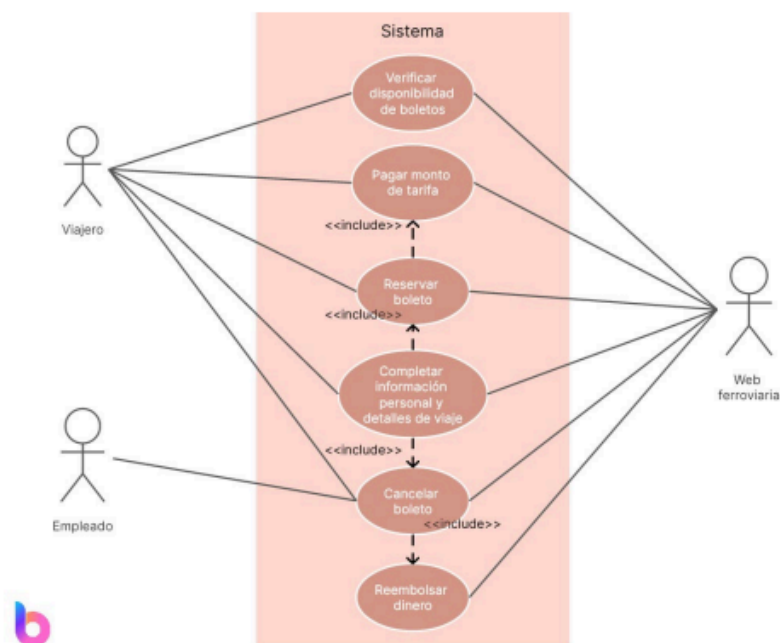 Sistema
Verificar
disponibilidad
de boletos
Pagar monto
de tarifa
<<include>>
Viajero
Reservar
boleto
<<include>>
Completar
información
personal y
detalles de viaje
Web
ferroviaria
<<include>>
Cancelar
boleto
<<include>>
Empleado
Reembolsar
dinero
b